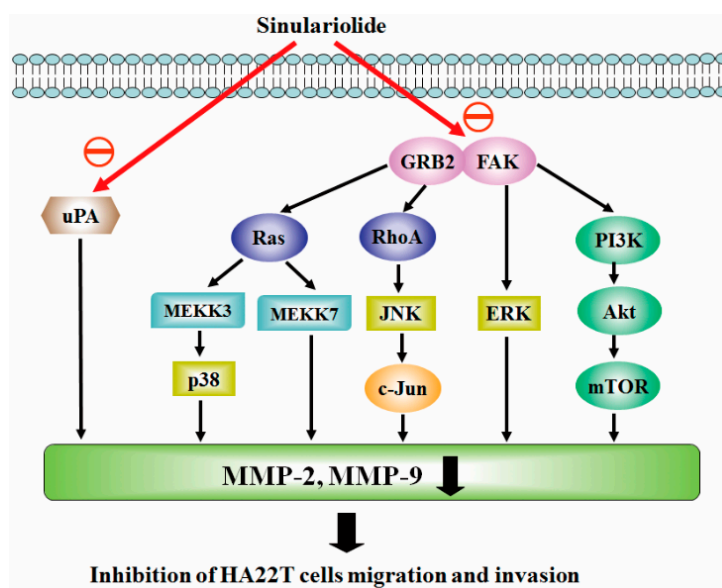 Sinulariolide
GRB2 FAK
uPA
Ras RhoA PI3K
MEKK3 MEKK7 JNK ERK Akt
p38 c-Jun mTOR
MMP-2, MMP-9
Inhibition of HA22T cells migration and invasion